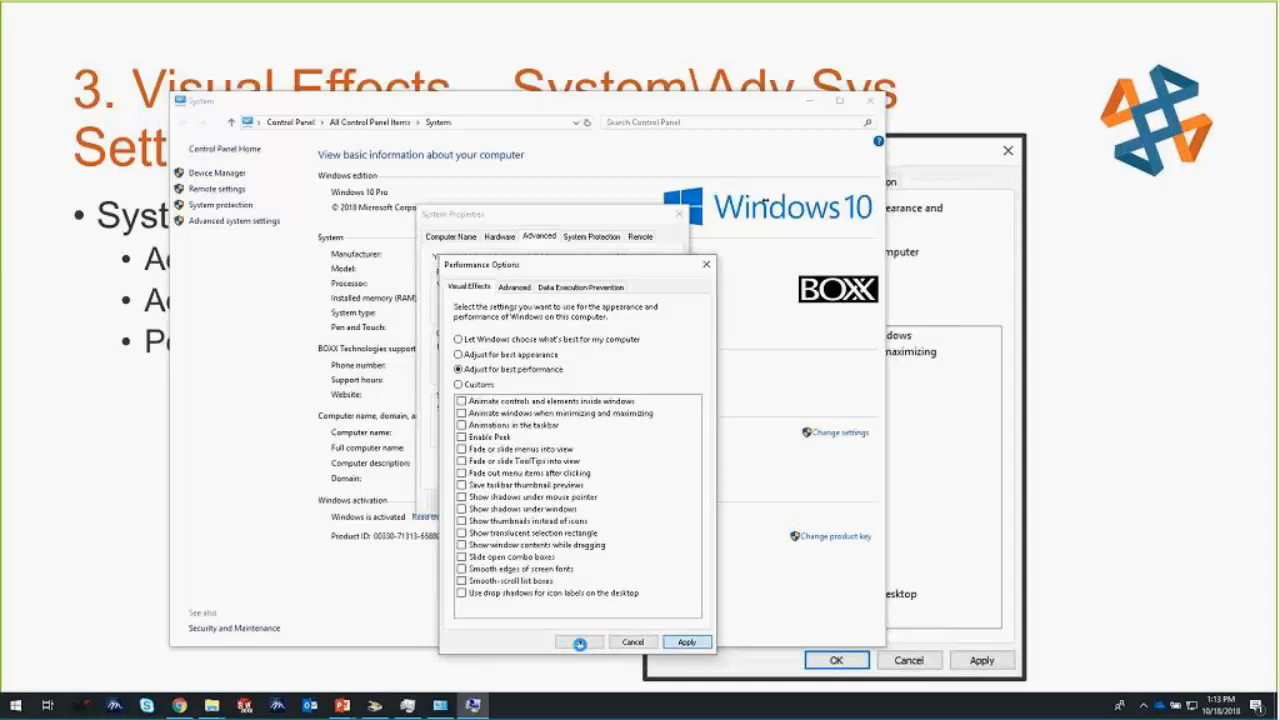 3. Visual Effects – System\Adv Sys
Sett
• Syst
• A
• A
• P
System
Control Panel > All Control Panel Items > System
Search Control Panel
Control Panel Home
Device Manager
Remote settings
System protection
Advanced system settings
See also
Security and Maintenance
View basic information about your computer
Windows edition
Windows 10 Pro
© 2018 Microsoft Corpo
Windows 10
System
Manufacturer:
Model:
Processor:
Installed memory (RAM)
System type:
Pen and Touch:
BOXX
BOXX Technologies support
Phone number:
Support hours:
Website:
Computer name, domain, a
Computer name:
Full computer name:
Computer description:
Domain:
Change settings
Windows activation
Windows is activated Read th
Product ID: 00330-71313-65880
Change product key
System Properties
Computer Name Hardware Advanced System Protection Remote
Performance Options
Visual Effects Advanced Data Execution Prevention
Select the settings you want to use for the appearance and
performance of Windows on this computer.
Let Windows choose what's best for my computer
Adjust for best appearance
Adjust for best performance
Custom:
Animate controls and elements inside windows
Animate windows when minimizing and maximizing
Animations in the taskbar
Enable Peek
Fade or slide menus into view
Fade or slide ToolTips into view
Fade out menu items after clicking
Save taskbar thumbnail previews
Show shadows under mouse pointer
Show shadows under windows
Show thumbnails instead of icons
Show translucent selection rectangle
Show window contents while dragging
Slide open combo boxes
Smooth edges of screen fonts
Smooth-scroll list boxes
Use drop shadows for icon labels on the desktop
Cancel Apply
on
earance and
mputer
dows
maximizing
esktop
OK Cancel Apply
1:13 PM
10/18/2018